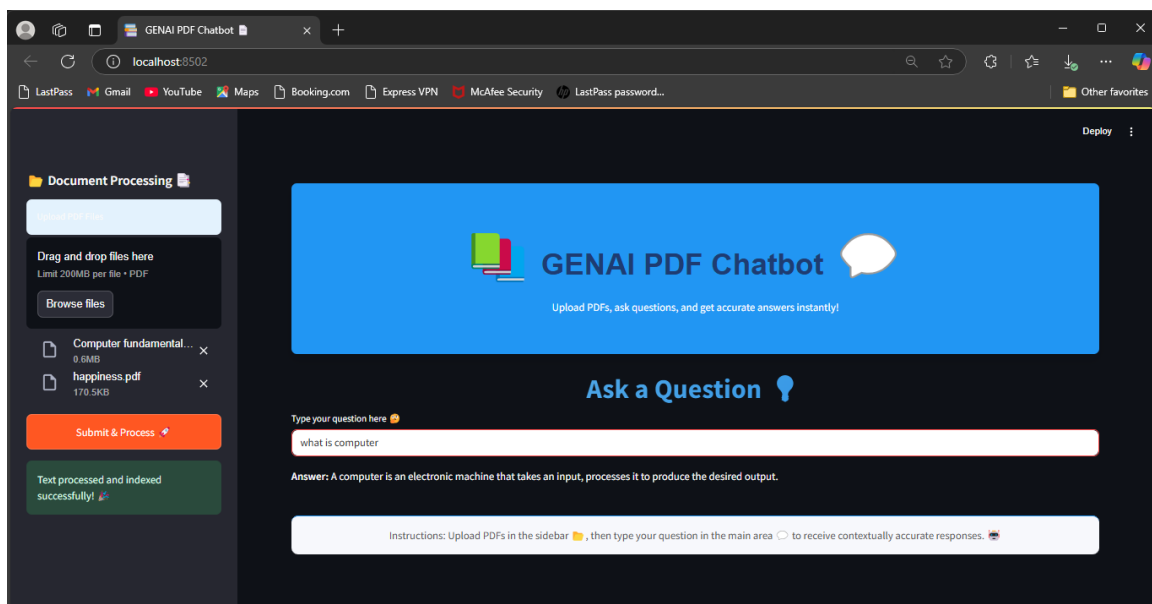 GENAI PDF Chatbot
localhost:8502
LastPass Gmail YouTube Maps Booking.com Express VPN McAfee Security LastPass password... Other favorites
Deploy
Document Processing
Upload PDF Files
Drag and drop files here
Limit 200MB per file • PDF
Browse files
Computer fundamental...
0.6MB
happiness.pdf
170.5KB
Submit & Process
Text processed and indexed
successfully!
GENAI PDF Chatbot
Upload PDFs, ask questions, and get accurate answers instantly!
Ask a Question
Type your question here
what is computer
Answer: A computer is an electronic machine that takes an input, processes it to produce the desired output.
Instructions: Upload PDFs in the sidebar , then type your question in the main area to receive contextually accurate responses.